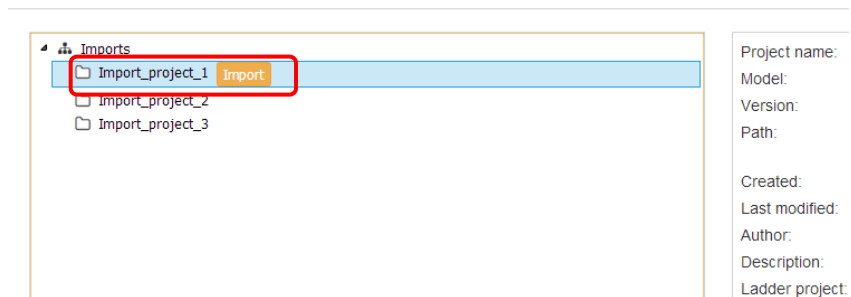 Imports
Import_project_1 Import
Import_project_2
Import_project_3
Project name:
Model:
Version:
Path:
Created:
Last modified:
Author:
Description:
Ladder project: